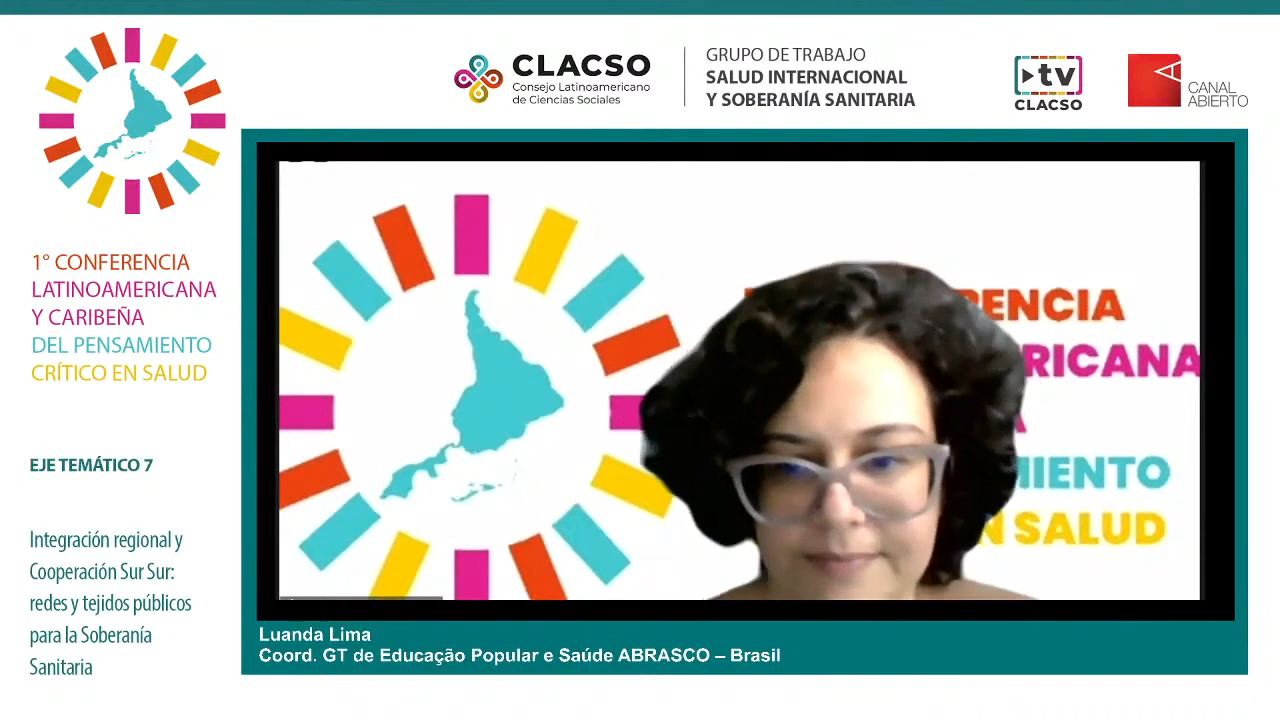 CLACSO
Consejo Latinoamericano
de Ciencias Sociales
GRUPO DE TRABAJO
SALUD INTERNACIONAL
Y SOBERANÍA SANITARIA
tv
CLACSO
CANAL
ABIERTO
1° CONFERENCIA
LATINOAMERICANA
Y CARIBEÑA
DEL PENSAMIENTO
CRÍTICO EN SALUD
EJE TEMÁTICO 7
Integración regional y
Cooperación Sur Sur:
redes y tejidos públicos
para la Soberanía
Sanitaria
RENCIA
RICANA
A
MIENTO
N SALUD
Luanda Lima
Coord. GT de Educação Popular e Saúde ABRASCO – Brasil